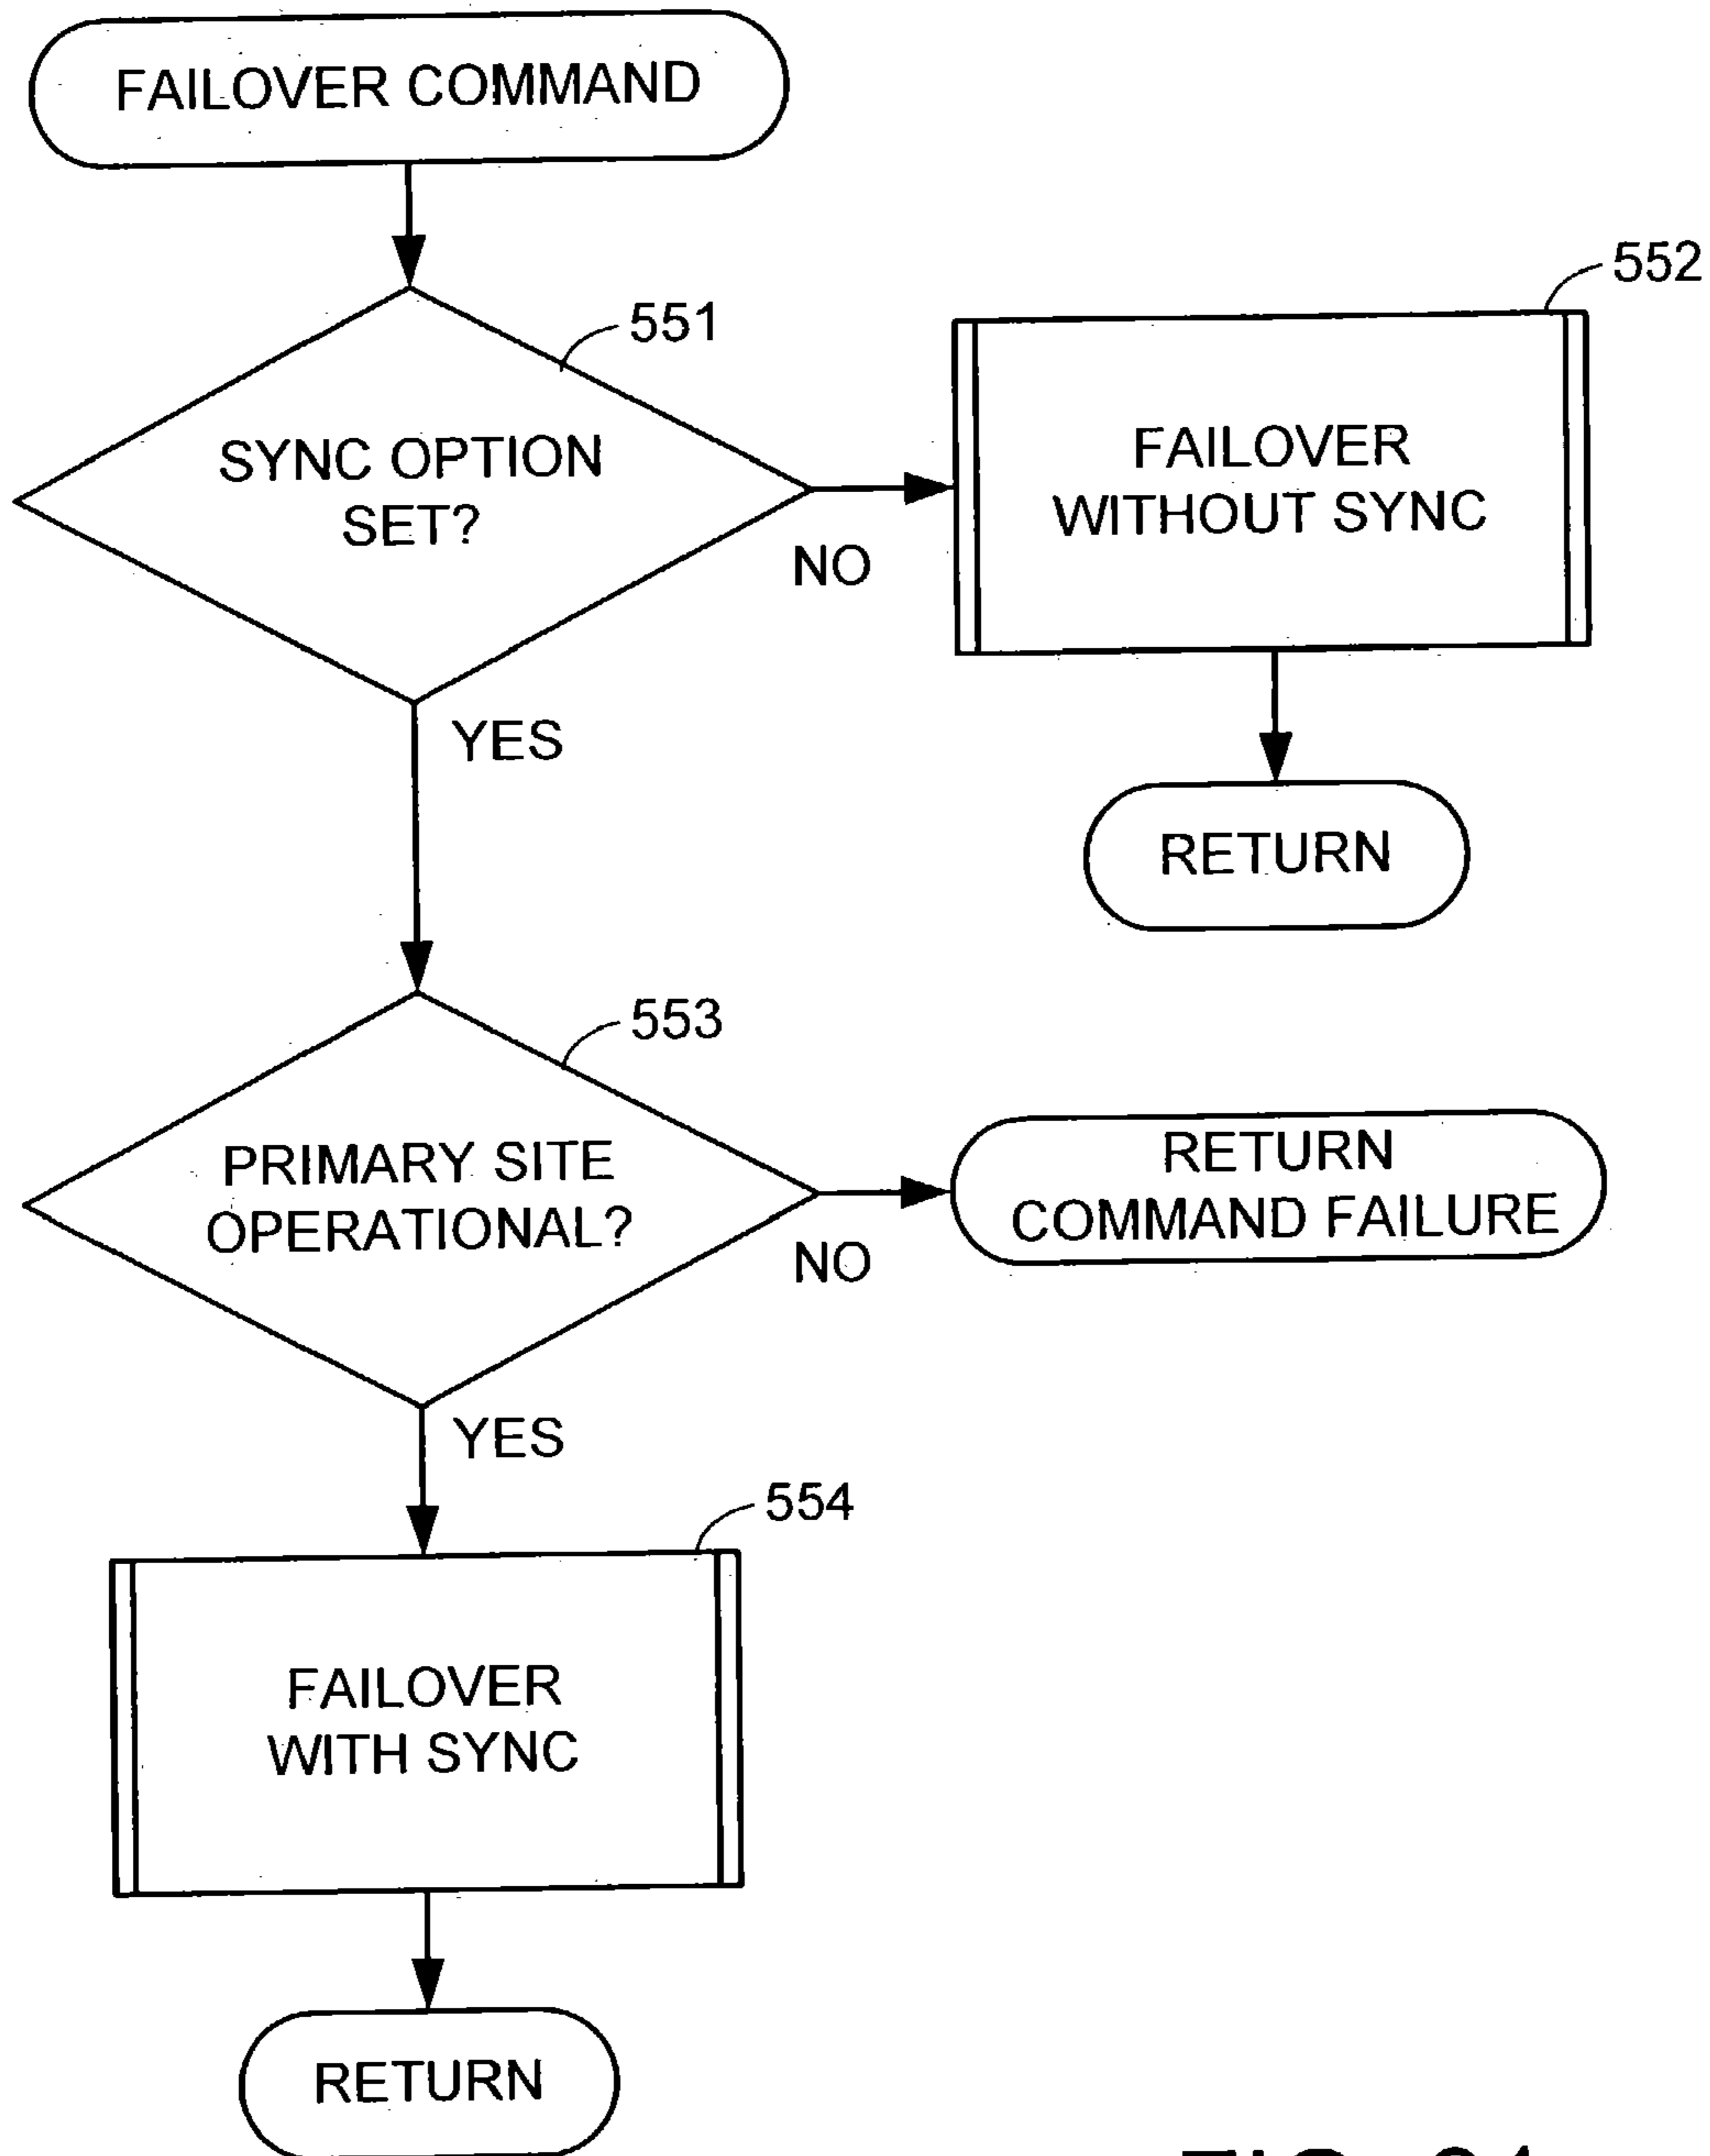 FAILOVER COMMAND
551
SYNC OPTION
SET?
NO
552
FAILOVER
WITHOUT SYNC
RETURN
YES
553
PRIMARY SITE
OPERATIONAL?
NO
RETURN
COMMAND FAILURE
YES
554
FAILOVER
WITH SYNC
RETURN